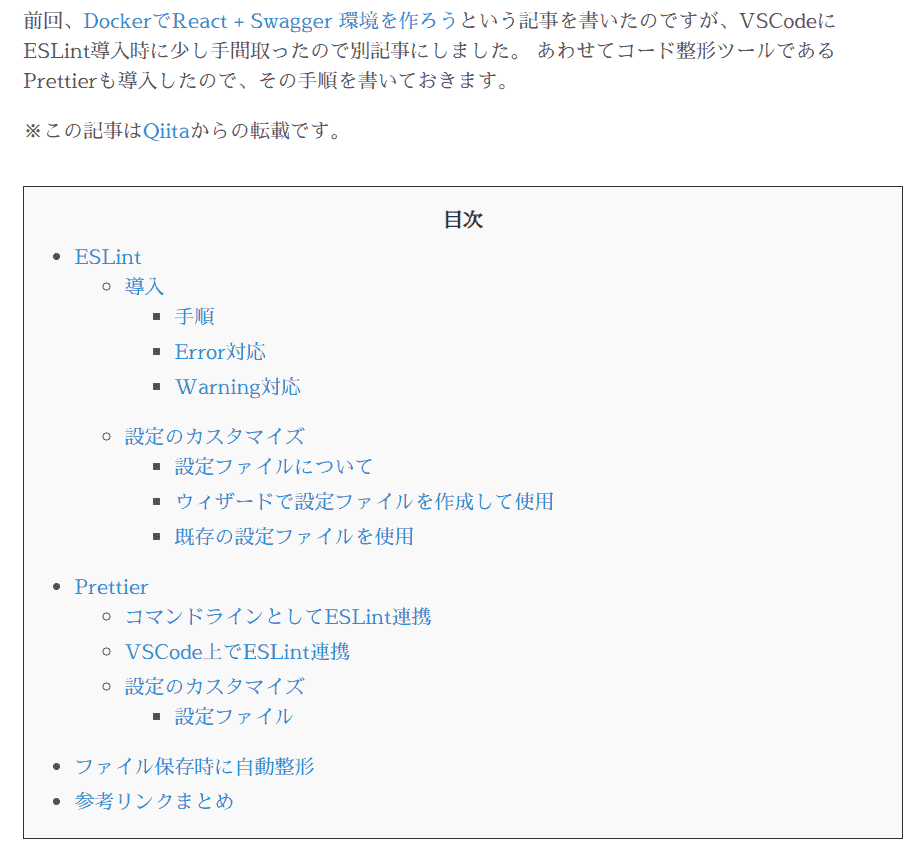 前回、DockerでReact + Swagger 環境を作ろうという記事を書いたのですが、VSCodeに
ESLint導入時に少し手間取ったので別記事にしました。 あわせてコード整形ツールである
Prettierも導入したので、その手順を書いておきます。
※この記事はQiitaからの転載です。
目次
ESLint
導入
手順
Error対応
Warning対応
設定のカスタマイズ
設定ファイルについて
ウィザードで設定ファイルを作成して使用
既存の設定ファイルを使用
Prettier
コマンドラインとしてESLint連携
VSCode上でESLint連携
設定のカスタマイズ
設定ファイル
ファイル保存時に自動整形
参考リンクまとめ